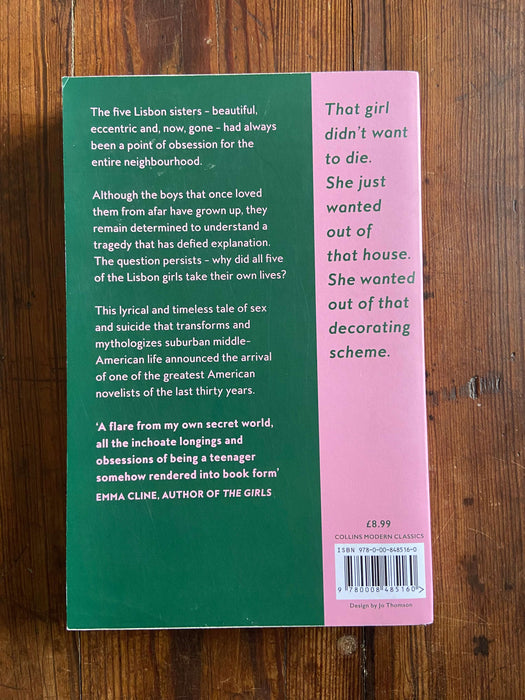 The five Lisbon sisters – beautiful,
eccentric and, now, gone – had always
been a point of obsession for the
entire neighbourhood.
Although the boys that once loved
them from afar have grown up, they
remain determined to understand a
tragedy that has defied explanation.
The question persists – why did all five
of the Lisbon girls take their own lives?
This lyrical and timeless tale of sex
and suicide that transforms and
mythologizes suburban middle-
American life announced the arrival
of one of the greatest American
novelists of the last thirty years.
‘A flare from my own secret world,
all the inchoate longings and
obsessions of being a teenager
somehow rendered into book form’
EMMA CLINE, AUTHOR OF THE GIRLS
That girl
didn't want
to die.
She just
wanted
out of
that house.
She wanted
out of that
decorating
scheme.
£8.99
COLLINS MODERN CLASSICS
ISBN 978-0-00-848516-0
9 780008 485160 >
Design by Jo Thomson